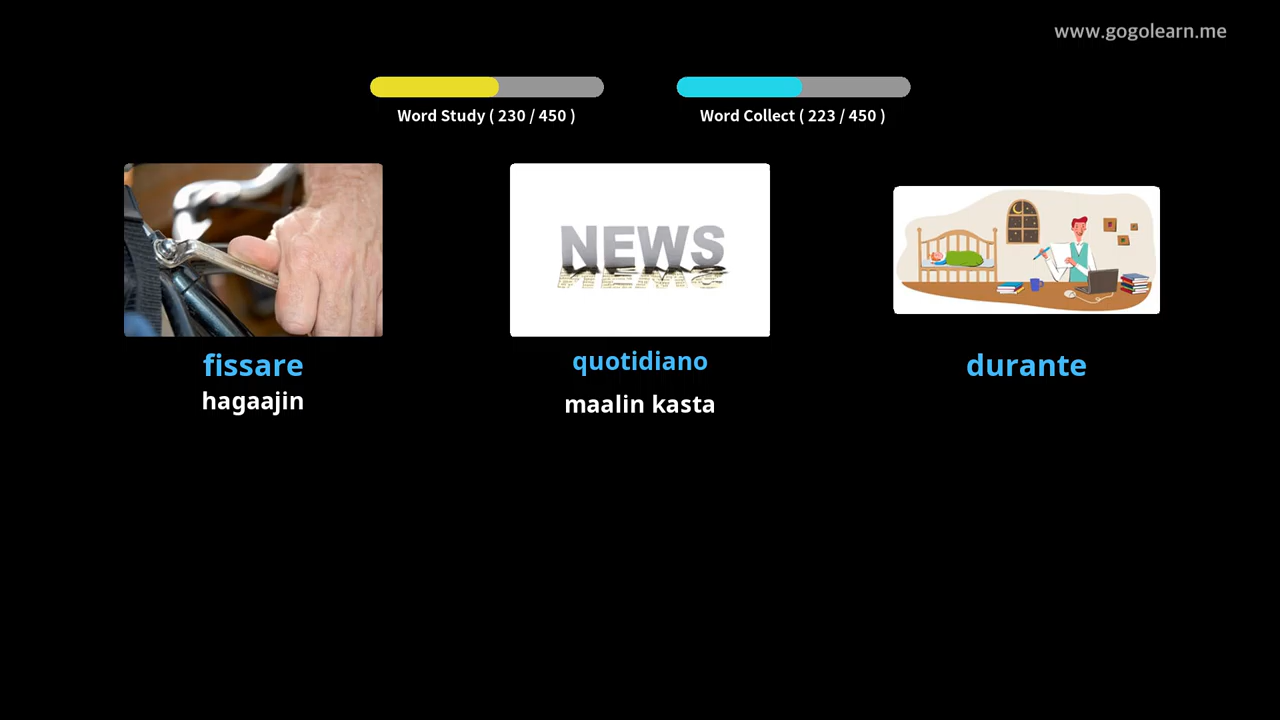 www.gogolearn.me
Word Study ( 230 / 450 )
Word Collect ( 223 / 450 )
NEWS
fissare
hagaajin
quotidiano
maalin kasta
durante